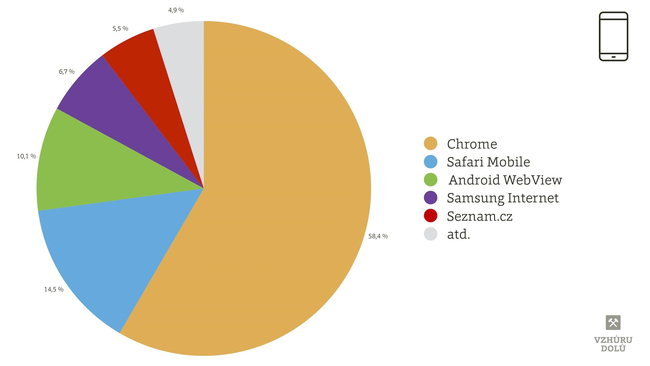 4,9 %
5,5 %
6,7 %
10,1 %
14,5 %
58,4 %
Chrome
Safari Mobile
Android WebView
Samsung Internet
Seznam.cz
atd.
VZHŮRU
DOLŮ